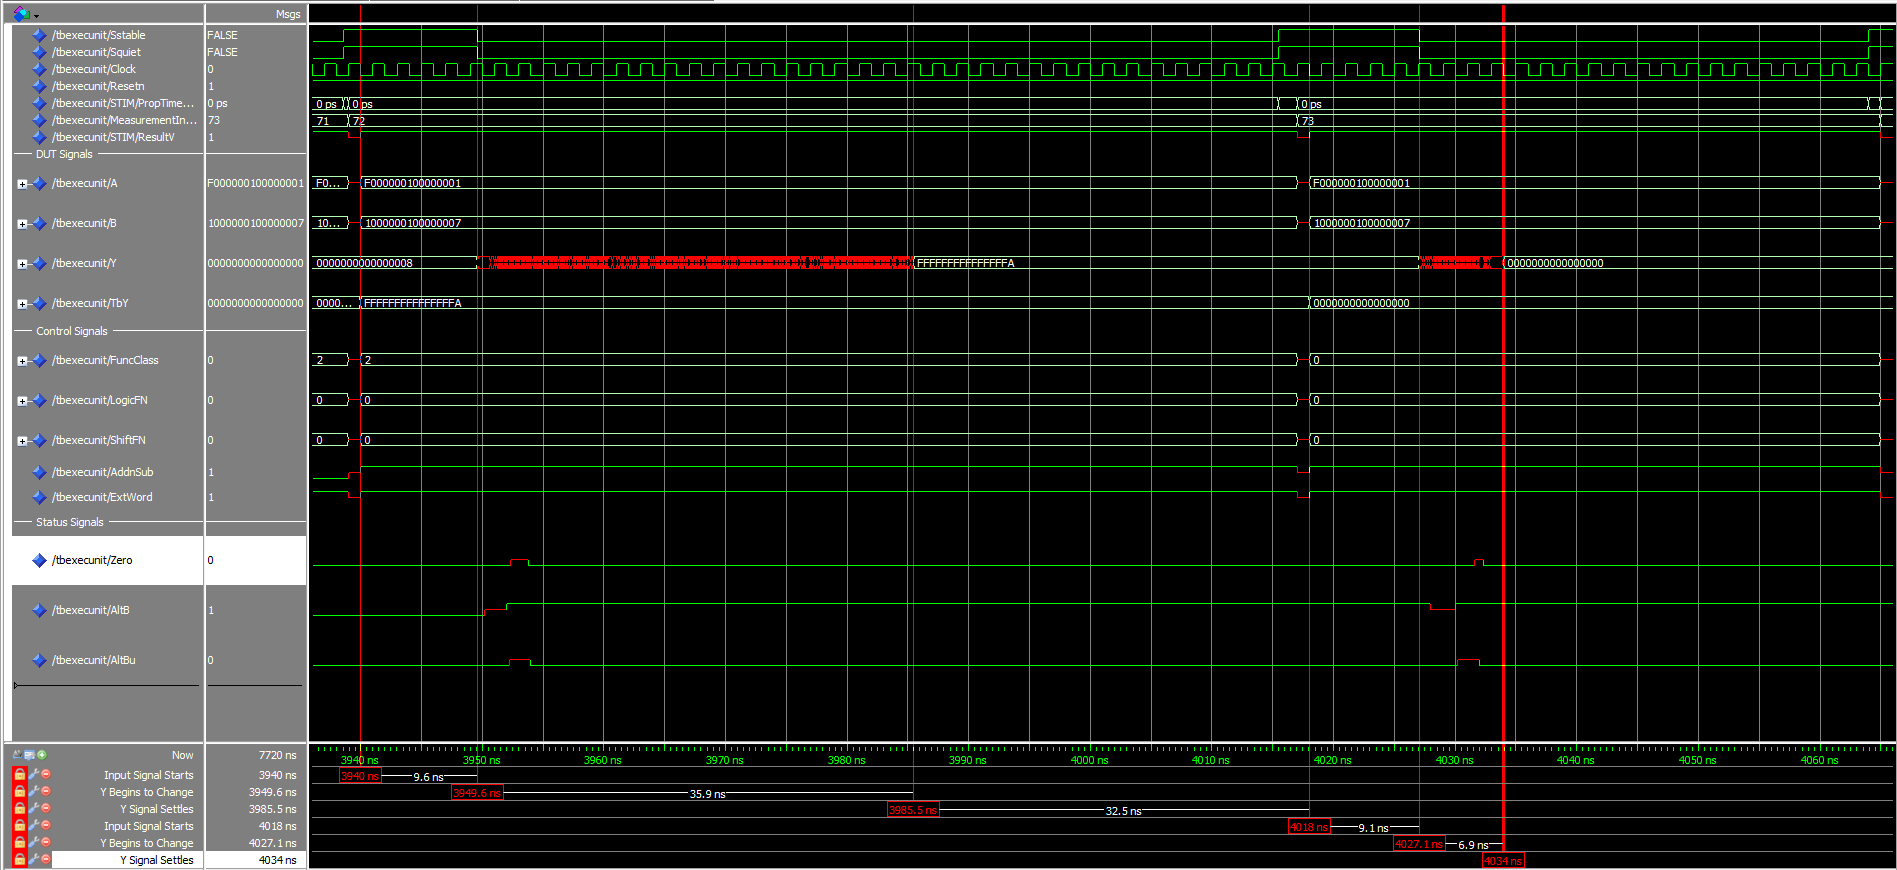 Msgs
/tbexecunit/Sstable FALSE
/tbexecunit/Squiet FALSE
/tbexecunit/Clock 0
/tbexecunit/Resetn 1
/tbexecunit/STIM/PropTime... 0 ps 0 ps 0 ps 0 ps
/tbexecunit/MeasurementIn... 73 71 72 73
/tbexecunit/STIM/ResultV 1
DUT Signals
/tbexecunit/A F000000100000001 F0... F000000100000001 F000000100000001
/tbexecunit/B 1000000100000007 10... 1000000100000007 1000000100000007
/tbexecunit/Y 0000000000000000 0000000000000008 FFFFFFFFFFFFFFFA 0000000000000000
/tbexecunit/TbY 0000000000000000 0000... FFFFFFFFFFFFFFFA 0000000000000000
Control Signals
/tbexecunit/FuncClass 0 2 2 0
/tbexecunit/LogicFN 0 0 0 0
/tbexecunit/ShiftFN 0 0 0 0
/tbexecunit/AddnSub 1
/tbexecunit/ExtWord 1
Status Signals
/tbexecunit/Zero 0
/tbexecunit/AltB 1
/tbexecunit/AltBu 0
Now 7720 ns 3940 ns 3950 ns 3960 ns 3970 ns 3980 ns 3990 ns 4000 ns 4010 ns 4020 ns 4030 ns 4040 ns 4050 ns 4060 ns
Input Signal Starts 3940 ns 3940 ns 9.6 ns
Y Begins to Change 3949.6 ns 3949.6 ns 35.9 ns
Y Signal Settles 3985.5 ns 3985.5 ns 32.5 ns
Input Signal Starts 4018 ns 4018 ns 9.1 ns
Y Begins to Change 4027.1 ns 4027.1 ns 6.9 ns
Y Signal Settles 4034 ns 4034 ns